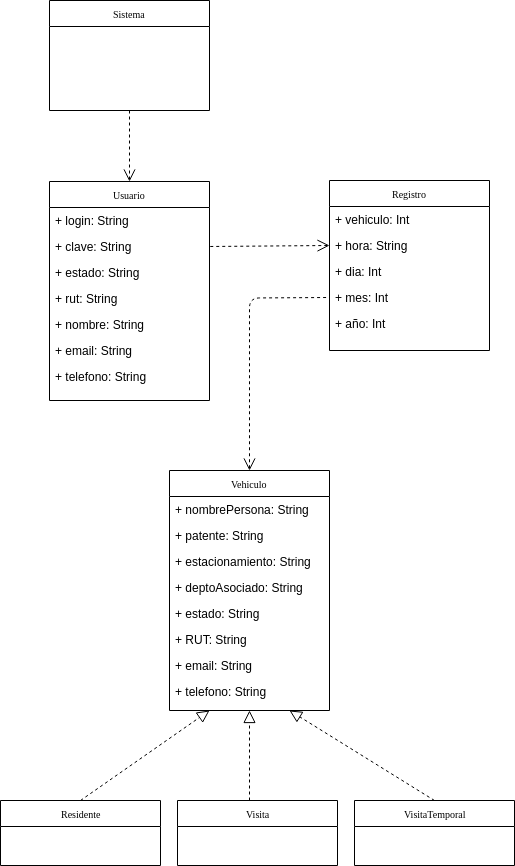 Sistema
Usuario
+ login: String
+ clave: String
+ estado: String
+ rut: String
+ nombre: String
+ email: String
+ telefono: String
Registro
+ vehiculo: Int
+ hora: String
+ dia: Int
+ mes: Int
+ año: Int
Vehiculo
+ nombrePersona: String
+ patente: String
+ estacionamiento: String
+ deptoAsociado: String
+ estado: String
+ RUT: String
+ email: String
+ telefono: String
Residente
Visita
VisitaTemporal